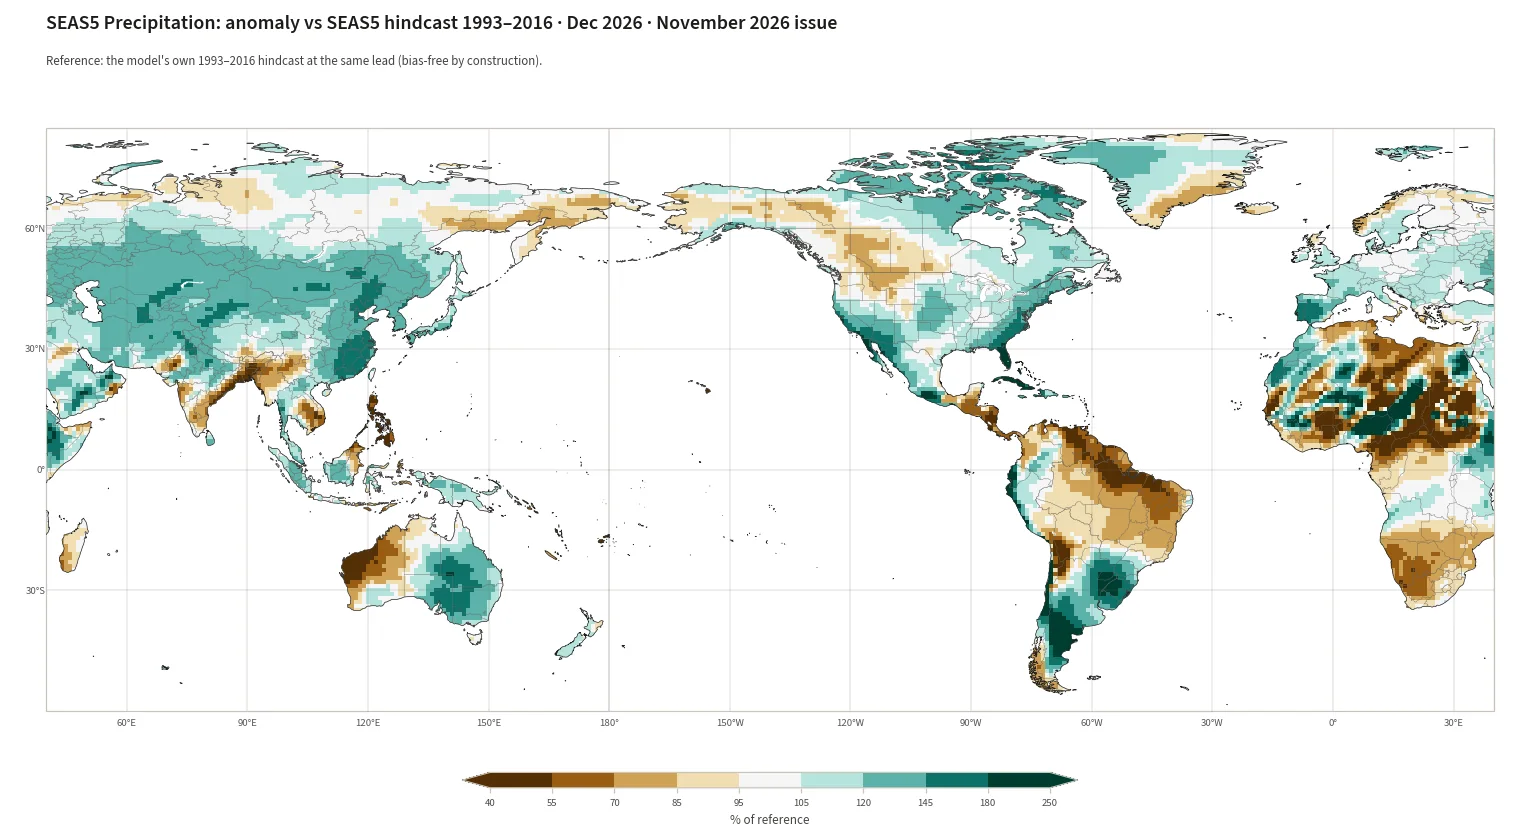 SEAS5 Precipitation: anomaly vs SEAS5 hindcast 1993–2016 · Dec 2026 · November 2026 issue
Reference: the model's own 1993–2016 hindcast at the same lead (bias-free by construction).
60°N
30°N
0°
30°S
60°E 90°E 120°E 150°E 180° 150°W 120°W 90°W 60°W 30°W 0° 30°E
40 55 70 85 95 105 120 145 180 250
% of reference